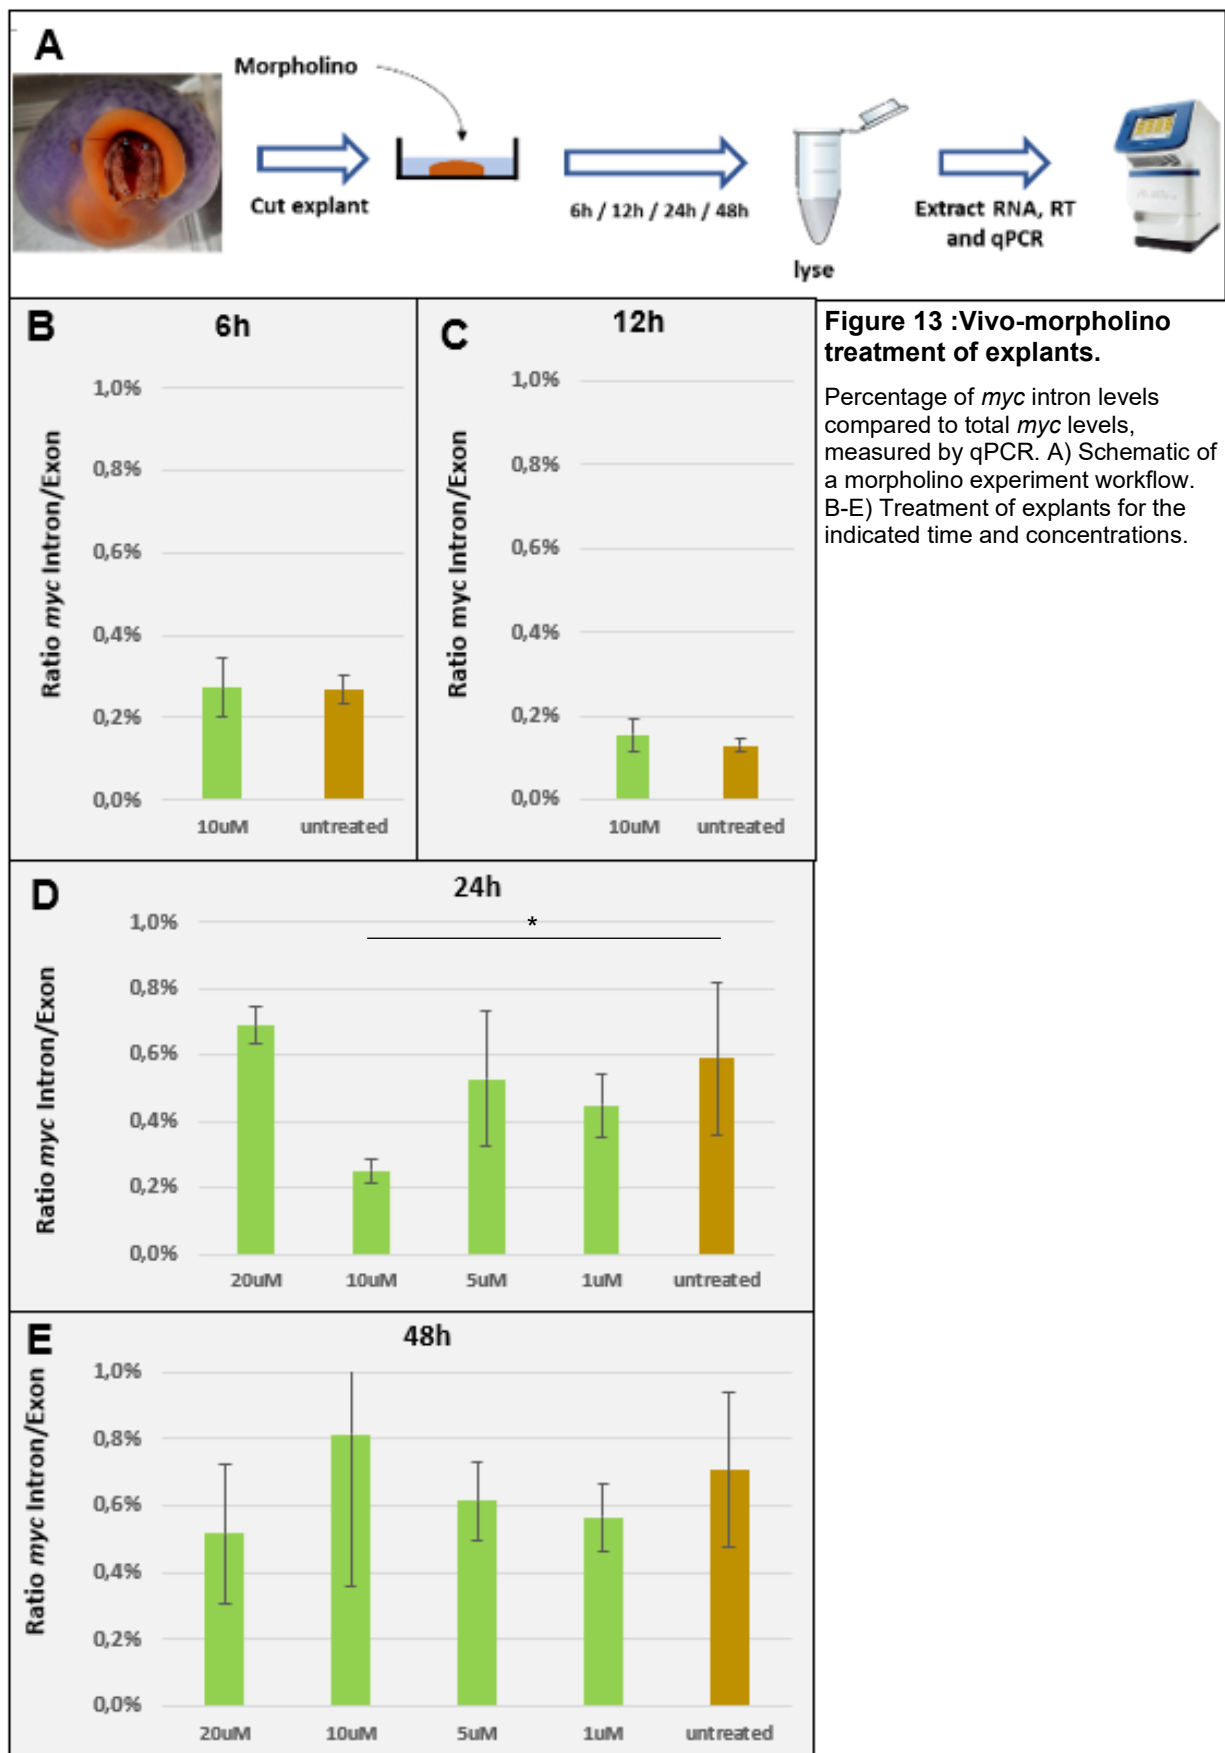 A
Morpholino
Cut explant
6h / 12h / 24h / 48h
lyse
Extract RNA, RT
and qPCR
B
6h
Ratio myc Intron/Exon
1,0%
0,8%
0,6%
0,4%
0,2%
0,0%
10uM
untreated
C
12h
Ratio myc Intron/Exon
1,0%
0,8%
0,6%
0,4%
0,2%
0,0%
10uM
untreated
Figure 13 :Vivo-morpholino
treatment of explants.
Percentage of myc intron levels
compared to total myc levels,
measured by qPCR. A) Schematic of
a morpholino experiment workflow.
B-E) Treatment of explants for the
indicated time and concentrations.
D
24h
*
Ratio myc Intron/Exon
1,0%
0,8%
0,6%
0,4%
0,2%
0,0%
20uM
10uM
5uM
1uM
untreated
E
48h
Ratio myc Intron/Exon
1,0%
0,8%
0,6%
0,4%
0,2%
0,0%
20uM
10uM
5uM
1uM
untreated